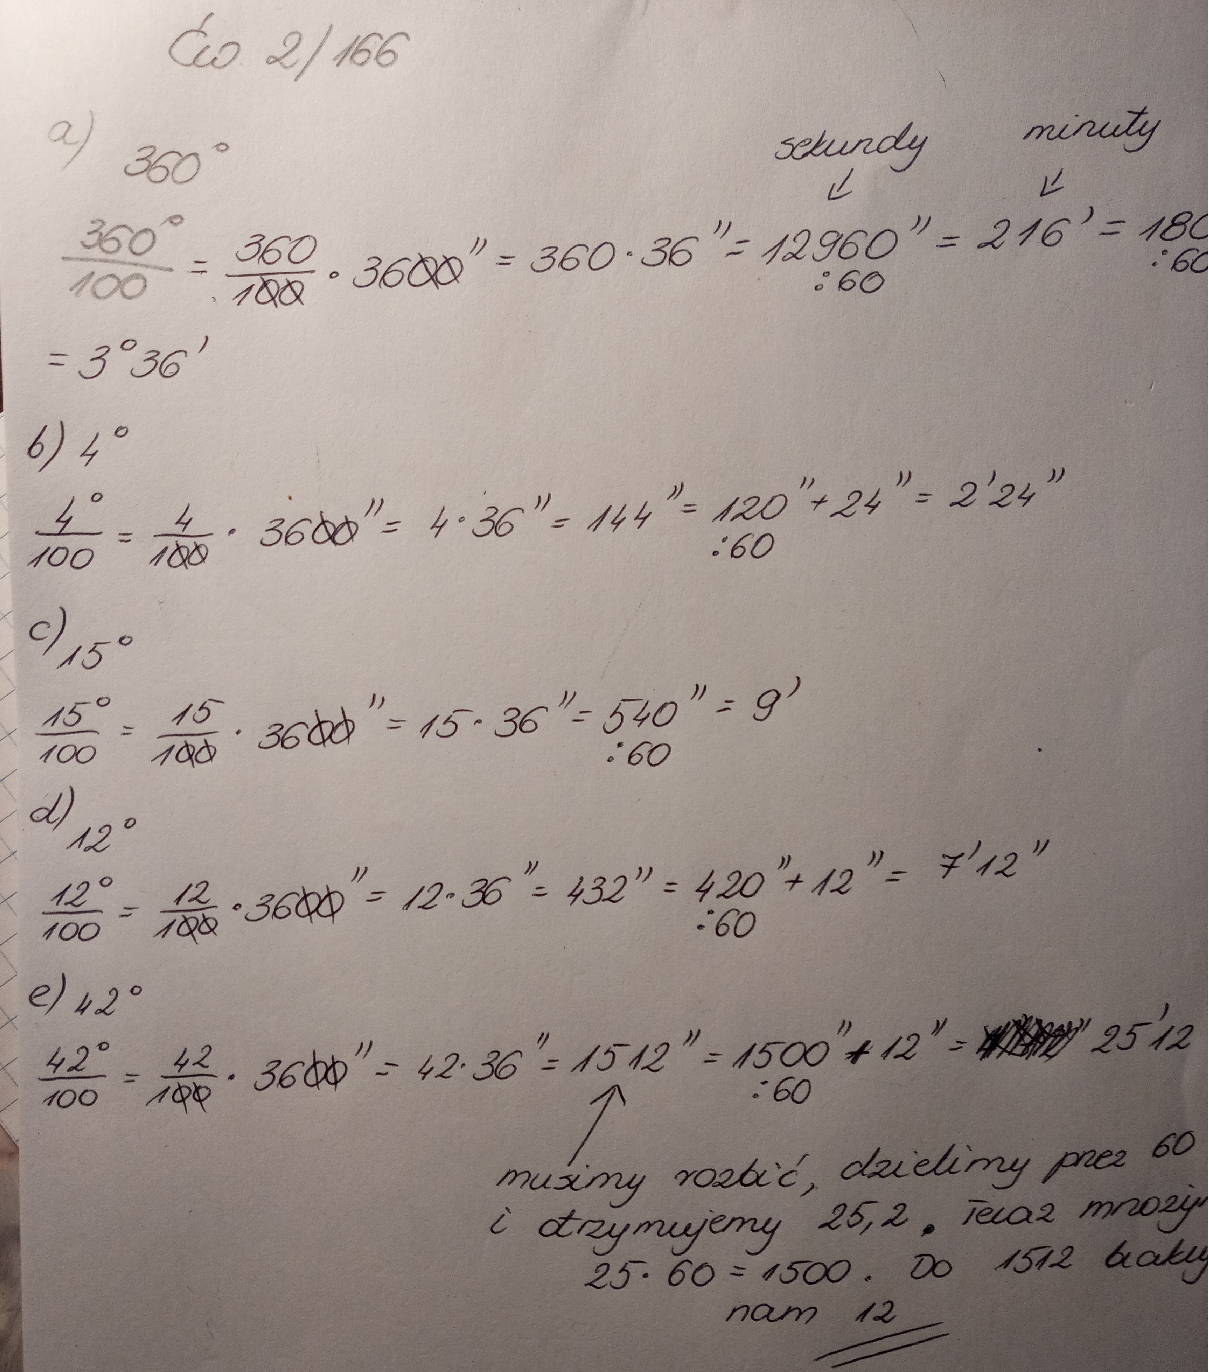 Ćw 2/166
a) 360°
sekundy minuty
↙ ↙
360°/100 = 360/100 · 3600" = 360 · 36" = 12960" = 216' = 180
:60 :60
= 3°36'
b) 4°
4°/100 = 4/100 · 3600" = 4 · 36" = 144" = 120" + 24" = 2'24"
:60
c) 15°
15°/100 = 15/100 · 3600" = 15 · 36" = 540" = 9'
:60
d) 12°
12°/100 = 12/100 · 3600" = 12 · 36" = 432" = 420" + 12" = 7'12"
:60
e) 42°
42°/100 = 42/100 · 3600" = 42 · 36" = 1512" = 1500" + 12" = 25'12
:60
musimy rozbić, dzielimy przez 60
i otrzymujemy 25,2. Teraz mnoży
25 · 60 = 1500. Do 1512 braku
nam 12